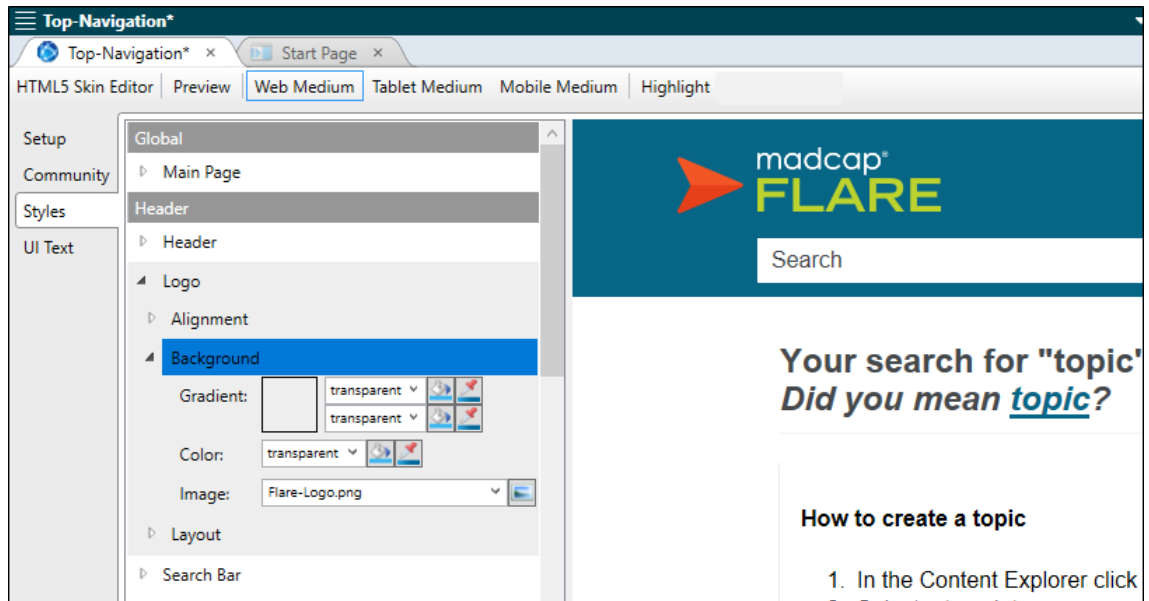 Top-Navigation*
Top-Navigation* × Start Page ×
HTML5 Skin Editor Preview Web Medium Tablet Medium Mobile Medium Highlight
Setup
Community
Styles
UI Text
Global
Main Page
Header
Header
Logo
Alignment
Background
Gradient: transparent
transparent
Color: transparent
Image: Flare-Logo.png
Layout
Search Bar
madcap®
FLARE
Search
Your search for "topic"
Did you mean topic?
How to create a topic
1. In the Content Explorer click